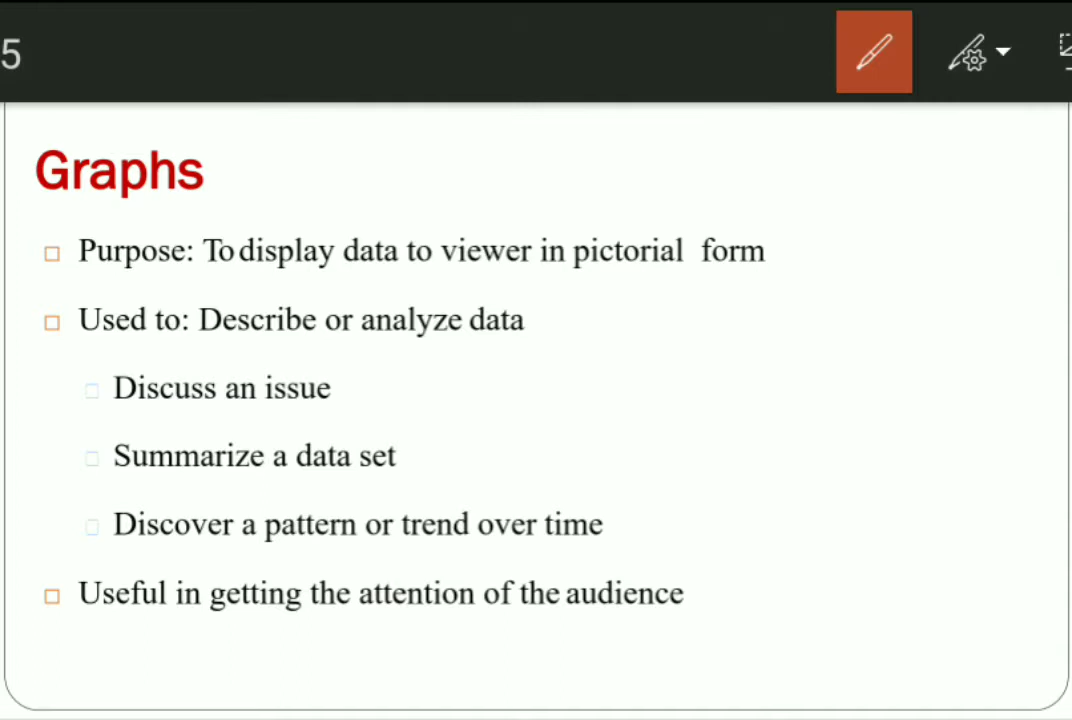 5
Graphs
Purpose: To display data to viewer in pictorial form
Used to: Describe or analyze data
Discuss an issue
Summarize a data set
Discover a pattern or trend over time
Useful in getting the attention of the audience